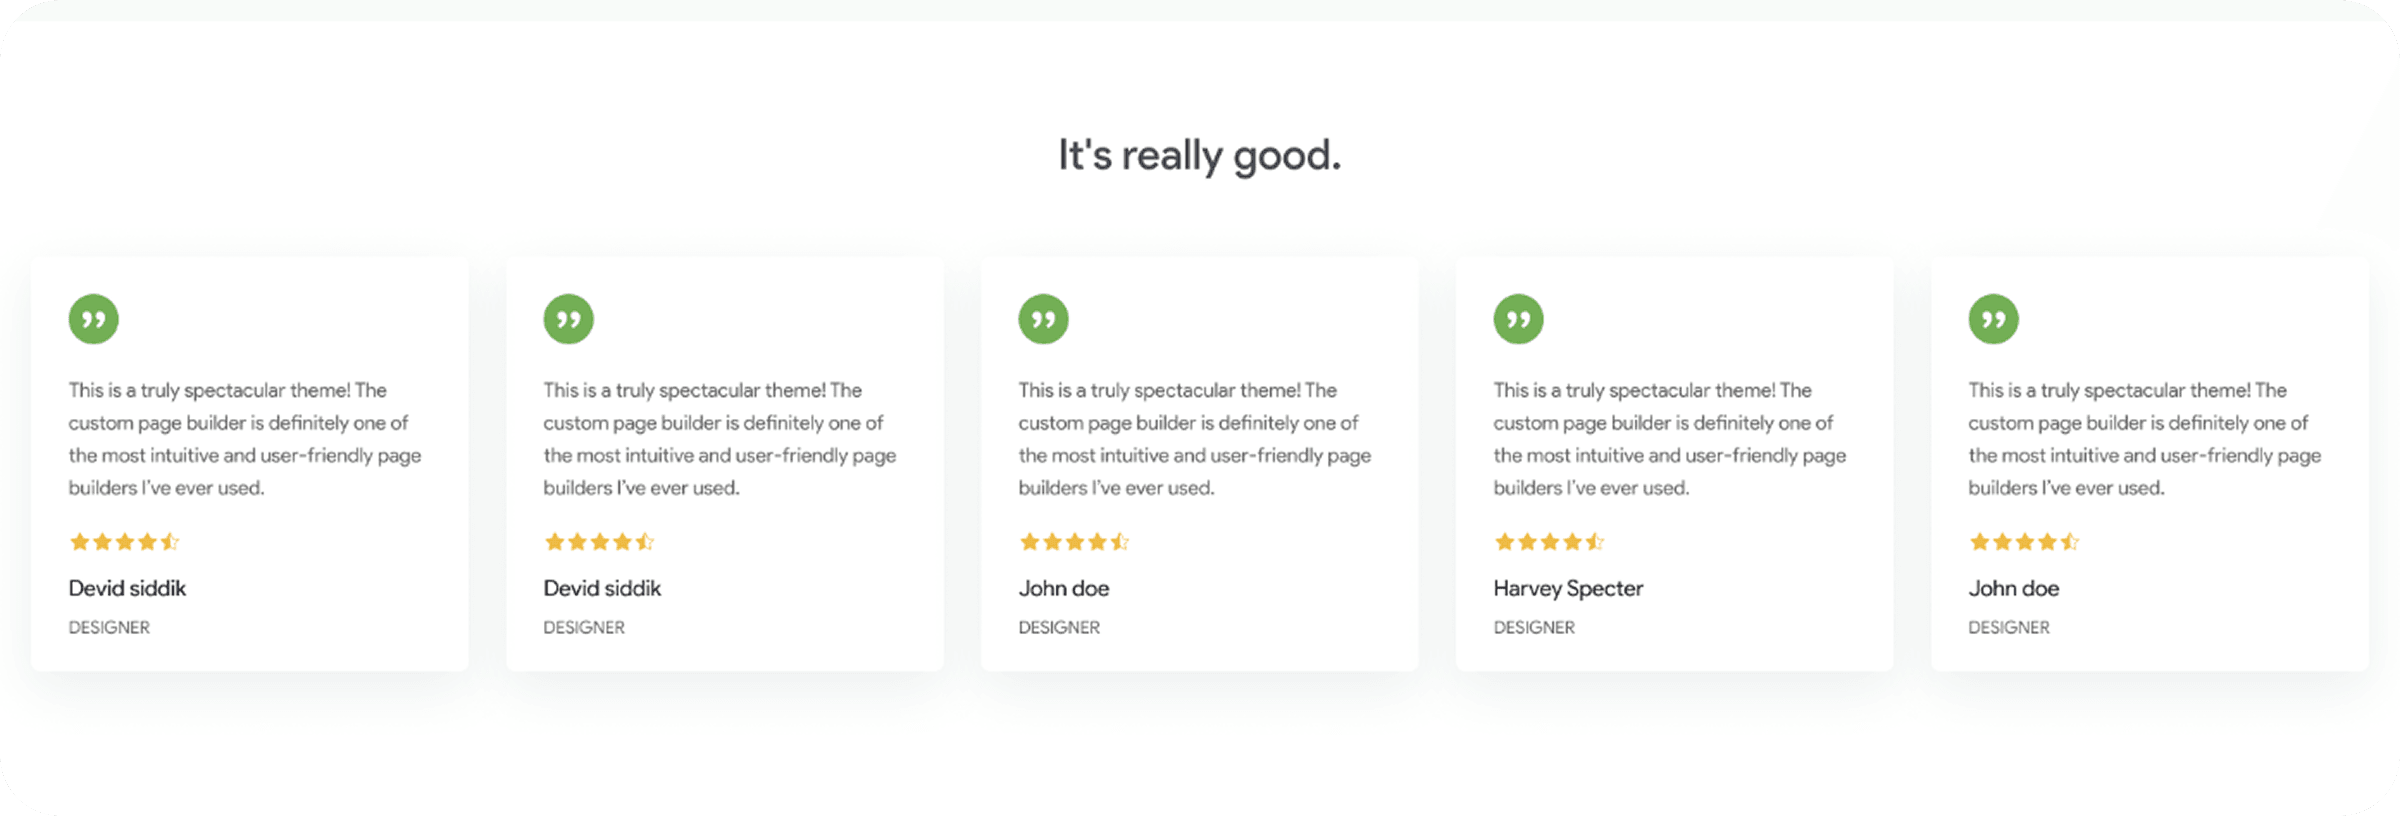 It's really good.
This is a truly spectacular theme! The
custom page builder is definitely one of
the most intuitive and user-friendly page
builders I've ever used.
Devid siddik
DESIGNER
This is a truly spectacular theme! The
custom page builder is definitely one of
the most intuitive and user-friendly page
builders I've ever used.
Devid siddik
DESIGNER
This is a truly spectacular theme! The
custom page builder is definitely one of
the most intuitive and user-friendly page
builders I've ever used.
John doe
DESIGNER
This is a truly spectacular theme! The
custom page builder is definitely one of
the most intuitive and user-friendly page
builders I've ever used.
Harvey Specter
DESIGNER
This is a truly spectacular theme! The
custom page builder is definitely one of
the most intuitive and user-friendly page
builders I've ever used.
John doe
DESIGNER